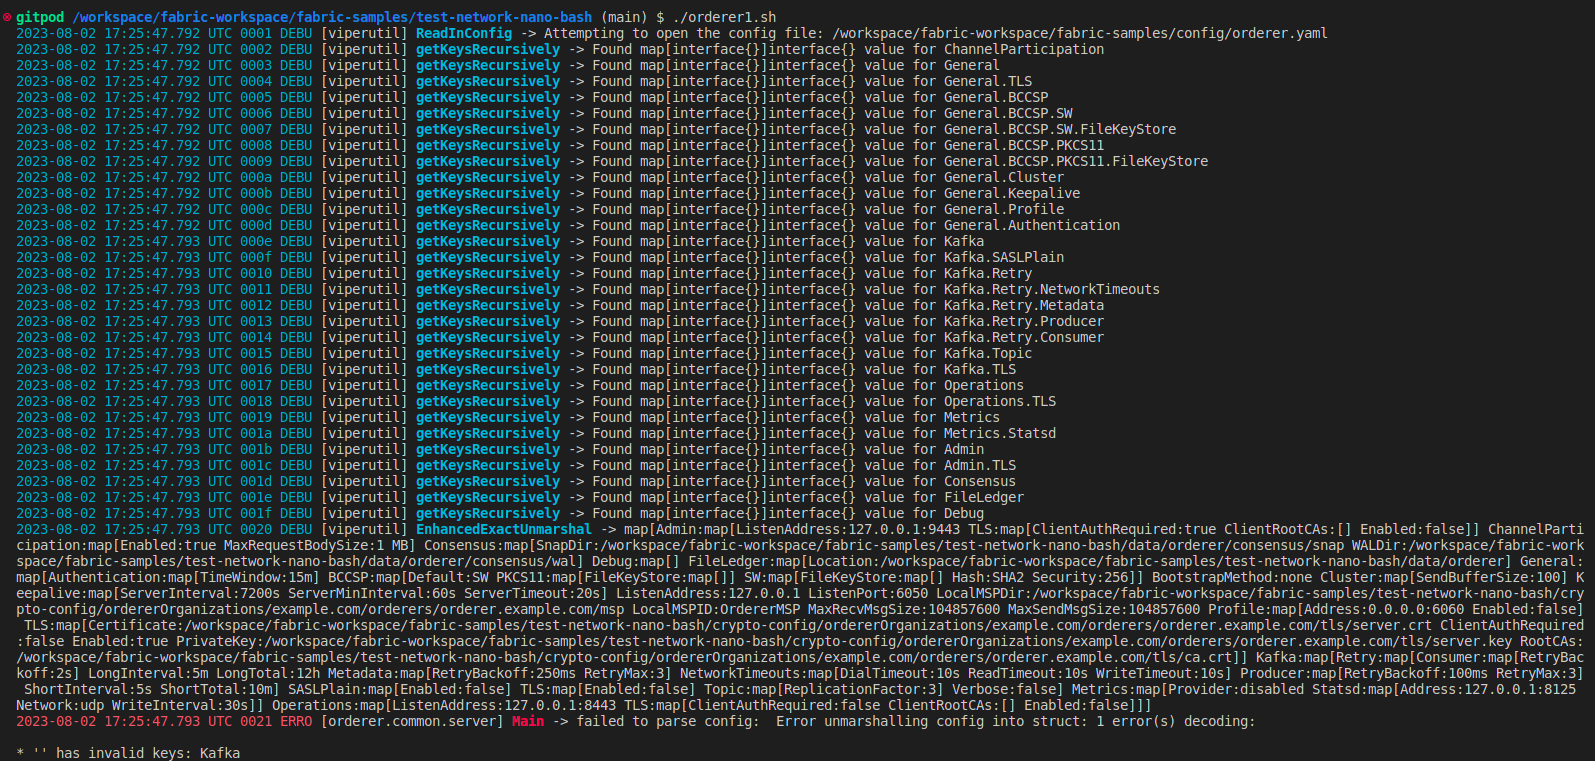 gitpod /workspace/fabric-workspace/fabric-samples/test-network-nano-bash (main) $ ./orderer1.sh
2023-08-02 17:25:47.792 UTC 0001 DEBU [viperutil] ReadInConfig -> Attempting to open the config file: /workspace/fabric-workspace/fabric-samples/config/orderer.yaml
2023-08-02 17:25:47.792 UTC 0002 DEBU [viperutil] getKeysRecursively -> Found map[interface{}]interface{} value for ChannelParticipation
2023-08-02 17:25:47.792 UTC 0003 DEBU [viperutil] getKeysRecursively -> Found map[interface{}]interface{} value for General
2023-08-02 17:25:47.792 UTC 0004 DEBU [viperutil] getKeysRecursively -> Found map[interface{}]interface{} value for General.TLS
2023-08-02 17:25:47.792 UTC 0005 DEBU [viperutil] getKeysRecursively -> Found map[interface{}]interface{} value for General.BCCSP
2023-08-02 17:25:47.792 UTC 0006 DEBU [viperutil] getKeysRecursively -> Found map[interface{}]interface{} value for General.BCCSP.SW
2023-08-02 17:25:47.792 UTC 0007 DEBU [viperutil] getKeysRecursively -> Found map[interface{}]interface{} value for General.BCCSP.SW.FileKeyStore
2023-08-02 17:25:47.792 UTC 0008 DEBU [viperutil] getKeysRecursively -> Found map[interface{}]interface{} value for General.BCCSP.PKCS11
2023-08-02 17:25:47.792 UTC 0009 DEBU [viperutil] getKeysRecursively -> Found map[interface{}]interface{} value for General.BCCSP.PKCS11.FileKeyStore
2023-08-02 17:25:47.792 UTC 000a DEBU [viperutil] getKeysRecursively -> Found map[interface{}]interface{} value for General.Cluster
2023-08-02 17:25:47.792 UTC 000b DEBU [viperutil] getKeysRecursively -> Found map[interface{}]interface{} value for General.Keepalive
2023-08-02 17:25:47.792 UTC 000c DEBU [viperutil] getKeysRecursively -> Found map[interface{}]interface{} value for General.Profile
2023-08-02 17:25:47.792 UTC 000d DEBU [viperutil] getKeysRecursively -> Found map[interface{}]interface{} value for General.Authentication
2023-08-02 17:25:47.793 UTC 000e DEBU [viperutil] getKeysRecursively -> Found map[interface{}]interface{} value for Kafka
2023-08-02 17:25:47.793 UTC 000f DEBU [viperutil] getKeysRecursively -> Found map[interface{}]interface{} value for Kafka.SASLPlain
2023-08-02 17:25:47.793 UTC 0010 DEBU [viperutil] getKeysRecursively -> Found map[interface{}]interface{} value for Kafka.Retry
2023-08-02 17:25:47.793 UTC 0011 DEBU [viperutil] getKeysRecursively -> Found map[interface{}]interface{} value for Kafka.Retry.NetworkTimeouts
2023-08-02 17:25:47.793 UTC 0012 DEBU [viperutil] getKeysRecursively -> Found map[interface{}]interface{} value for Kafka.Retry.Metadata
2023-08-02 17:25:47.793 UTC 0013 DEBU [viperutil] getKeysRecursively -> Found map[interface{}]interface{} value for Kafka.Retry.Producer
2023-08-02 17:25:47.793 UTC 0014 DEBU [viperutil] getKeysRecursively -> Found map[interface{}]interface{} value for Kafka.Retry.Consumer
2023-08-02 17:25:47.793 UTC 0015 DEBU [viperutil] getKeysRecursively -> Found map[interface{}]interface{} value for Kafka.Topic
2023-08-02 17:25:47.793 UTC 0016 DEBU [viperutil] getKeysRecursively -> Found map[interface{}]interface{} value for Kafka.TLS
2023-08-02 17:25:47.793 UTC 0017 DEBU [viperutil] getKeysRecursively -> Found map[interface{}]interface{} value for Operations
2023-08-02 17:25:47.793 UTC 0018 DEBU [viperutil] getKeysRecursively -> Found map[interface{}]interface{} value for Operations.TLS
2023-08-02 17:25:47.793 UTC 0019 DEBU [viperutil] getKeysRecursively -> Found map[interface{}]interface{} value for Metrics
2023-08-02 17:25:47.793 UTC 001a DEBU [viperutil] getKeysRecursively -> Found map[interface{}]interface{} value for Metrics.Statsd
2023-08-02 17:25:47.793 UTC 001b DEBU [viperutil] getKeysRecursively -> Found map[interface{}]interface{} value for Admin
2023-08-02 17:25:47.793 UTC 001c DEBU [viperutil] getKeysRecursively -> Found map[interface{}]interface{} value for Admin.TLS
2023-08-02 17:25:47.793 UTC 001d DEBU [viperutil] getKeysRecursively -> Found map[interface{}]interface{} value for Consensus
2023-08-02 17:25:47.793 UTC 001e DEBU [viperutil] getKeysRecursively -> Found map[interface{}]interface{} value for FileLedger
2023-08-02 17:25:47.793 UTC 001f DEBU [viperutil] getKeysRecursively -> Found map[interface{}]interface{} value for Debug
2023-08-02 17:25:47.793 UTC 0020 DEBU [viperutil] EnhancedExactUnmarshal -> map[Admin:map[ListenAddress:127.0.0.1:9443 TLS:map[ClientAuthRequired:true ClientRootCAs:[] Enabled:false]] ChannelParti
cipation:map[Enabled:true MaxRequestBodySize:1 MB] Consensus:map[SnapDir:/workspace/fabric-workspace/fabric-samples/test-network-nano-bash/data/orderer/consensus/snap WALDir:/workspace/fabric-work
space/fabric-samples/test-network-nano-bash/data/orderer/consensus/wal] Debug:map[] FileLedger:map[Location:/workspace/fabric-workspace/fabric-samples/test-network-nano-bash/data/orderer] General:
map[Authentication:map[TimeWindow:15m] BCCSP:map[Default:SW PKCS11:map[FileKeyStore:map[]] SW:map[FileKeyStore:map[] Hash:SHA2 Security:256]] BootstrapMethod:none Cluster:map[SendBufferSize:100] K
eepalive:map[ServerInterval:7200s ServerMinInterval:60s ServerTimeout:20s] ListenAddress:127.0.0.1 ListenPort:6050 LocalMSPDir:/workspace/fabric-workspace/fabric-samples/test-network-nano-bash/cry
pto-config/ordererOrganizations/example.com/orderers/orderer.example.com/msp LocalMSPID:OrdererMSP MaxRecvMsgSize:104857600 MaxSendMsgSize:104857600 Profile:map[Address:0.0.0.0:6060 Enabled:false]
 TLS:map[Certificate:/workspace/fabric-workspace/fabric-samples/test-network-nano-bash/crypto-config/ordererOrganizations/example.com/orderers/orderer.example.com/tls/server.crt ClientAuthRequired
:false Enabled:true PrivateKey:/workspace/fabric-workspace/fabric-samples/test-network-nano-bash/crypto-config/ordererOrganizations/example.com/orderers/orderer.example.com/tls/server.key RootCAs:
/workspace/fabric-workspace/fabric-samples/test-network-nano-bash/crypto-config/ordererOrganizations/example.com/orderers/orderer.example.com/tls/ca.crt]] Kafka:map[Retry:map[Consumer:map[RetryBac
koff:2s] LongInterval:5m LongTotal:12h Metadata:map[RetryBackoff:250ms RetryMax:3] NetworkTimeouts:map[DialTimeout:10s ReadTimeout:10s WriteTimeout:10s] Producer:map[RetryBackoff:100ms RetryMax:3]
 ShortInterval:5s ShortTotal:10m] SASLPlain:map[Enabled:false] TLS:map[Enabled:false] Topic:map[ReplicationFactor:3] Verbose:false] Metrics:map[Provider:disabled Statsd:map[Address:127.0.0.1:8125
Network:udp WriteInterval:30s]] Operations:map[ListenAddress:127.0.0.1:8443 TLS:map[ClientAuthRequired:false ClientRootCAs:[] Enabled:false]]]
2023-08-02 17:25:47.793 UTC 0021 ERRO [orderer.common.server] Main -> failed to parse config:  Error unmarshalling config into struct: 1 error(s) decoding:
* '' has invalid keys: Kafka